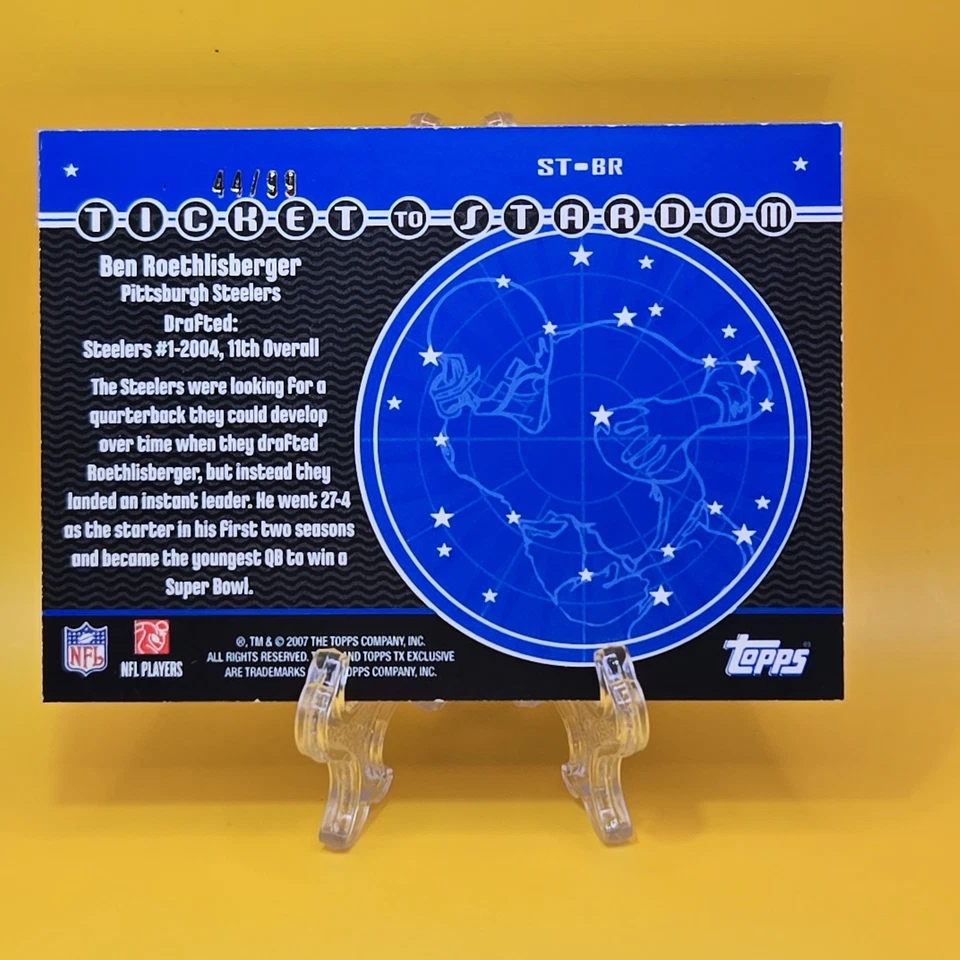 ST-BR
44/99
TICKET TO STARDOM
Ben Roethlisberger
Pittsburgh Steelers
Drafted:
Steelers #1-2004, 11th Overall
The Steelers were looking for a
quarterback they could develop
over time when they drafted
Roethlisberger, but instead they
landed an instant leader. He went 27-4
as the starter in his first two seasons
and became the youngest QB to win a
Super Bowl.
NFL
NFL PLAYERS
®, TM & © 2007 THE TOPPS COMPANY, INC.
ALL RIGHTS RESERVED. AND TOPPS TX EXCLUSIVE
ARE TRADEMARKS TOPPS COMPANY, INC.
topps